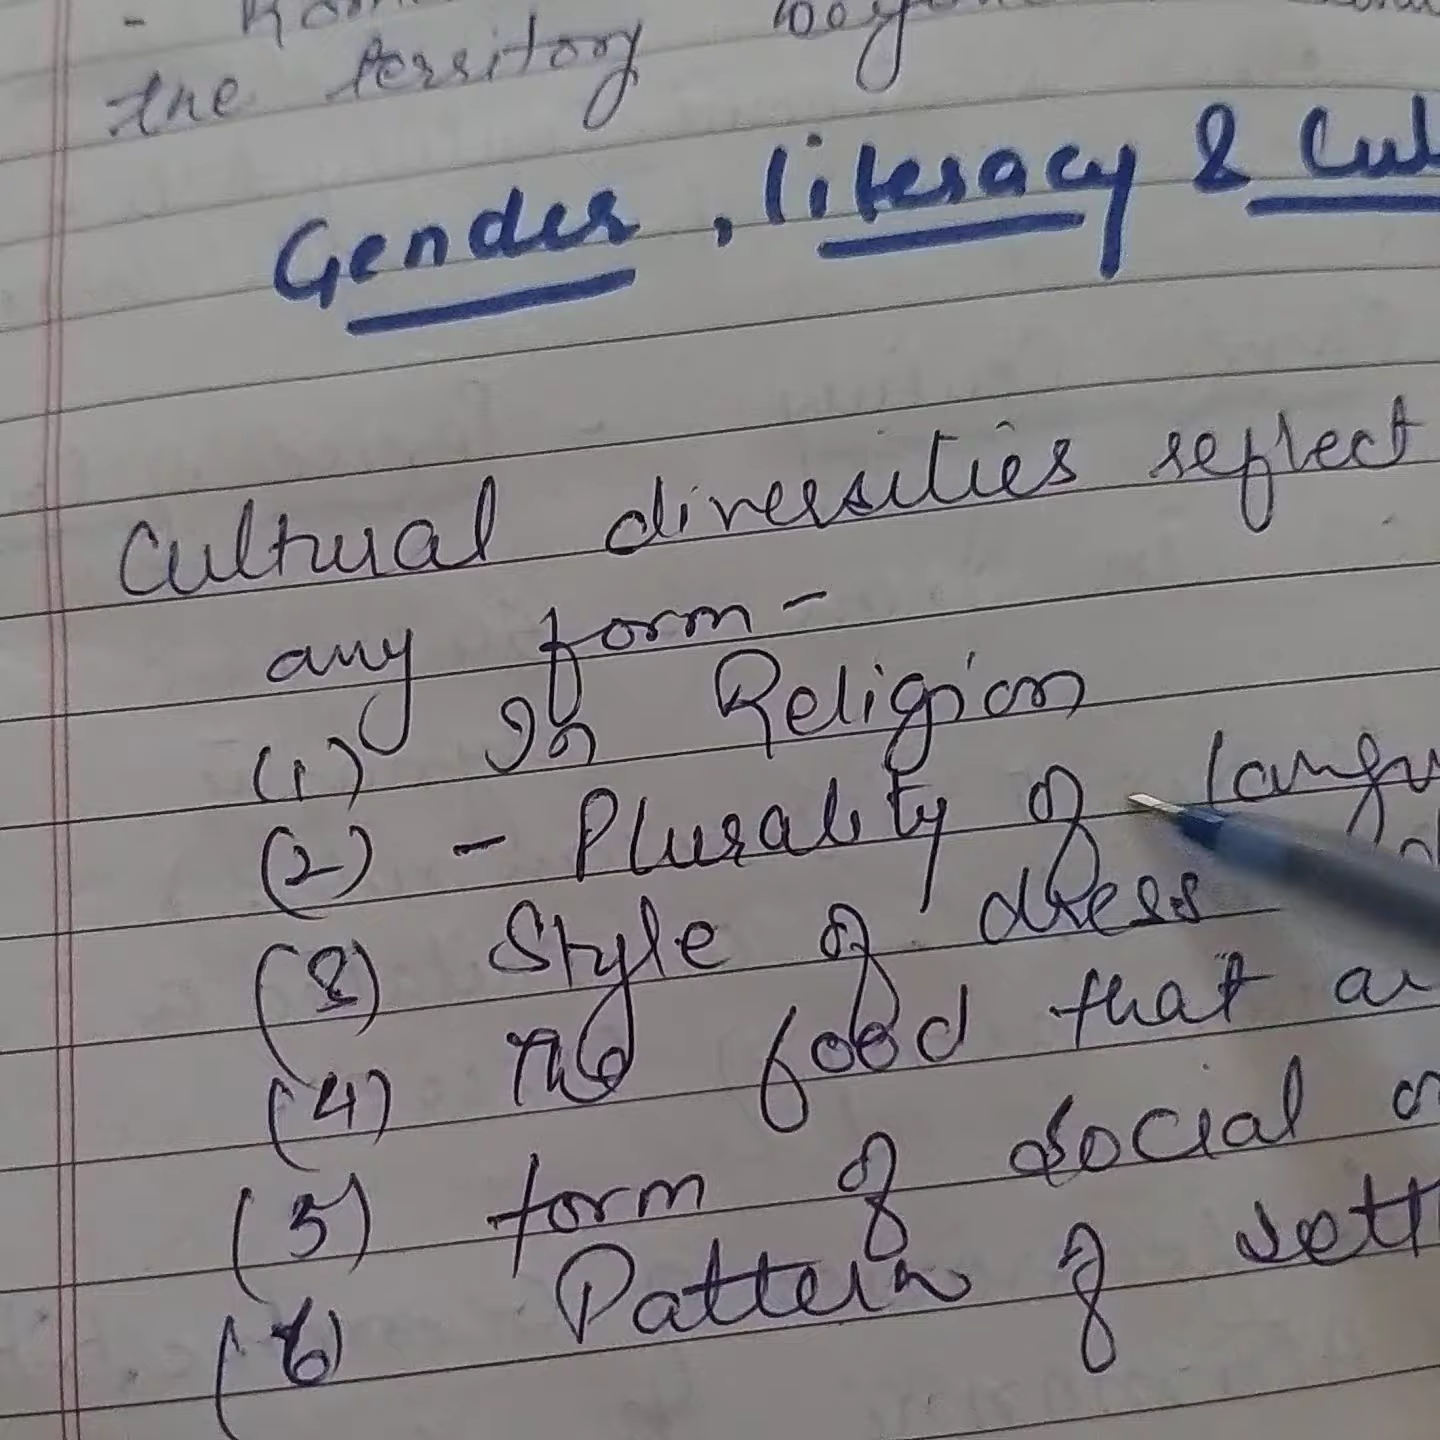 the territory
Gender, literacy &
Cultural diversities reflect
any form -
(1) In Religion
(2) - Plurality of
(3) Style of dress
(4) The food that
(5) form of social
(6) Pattern of